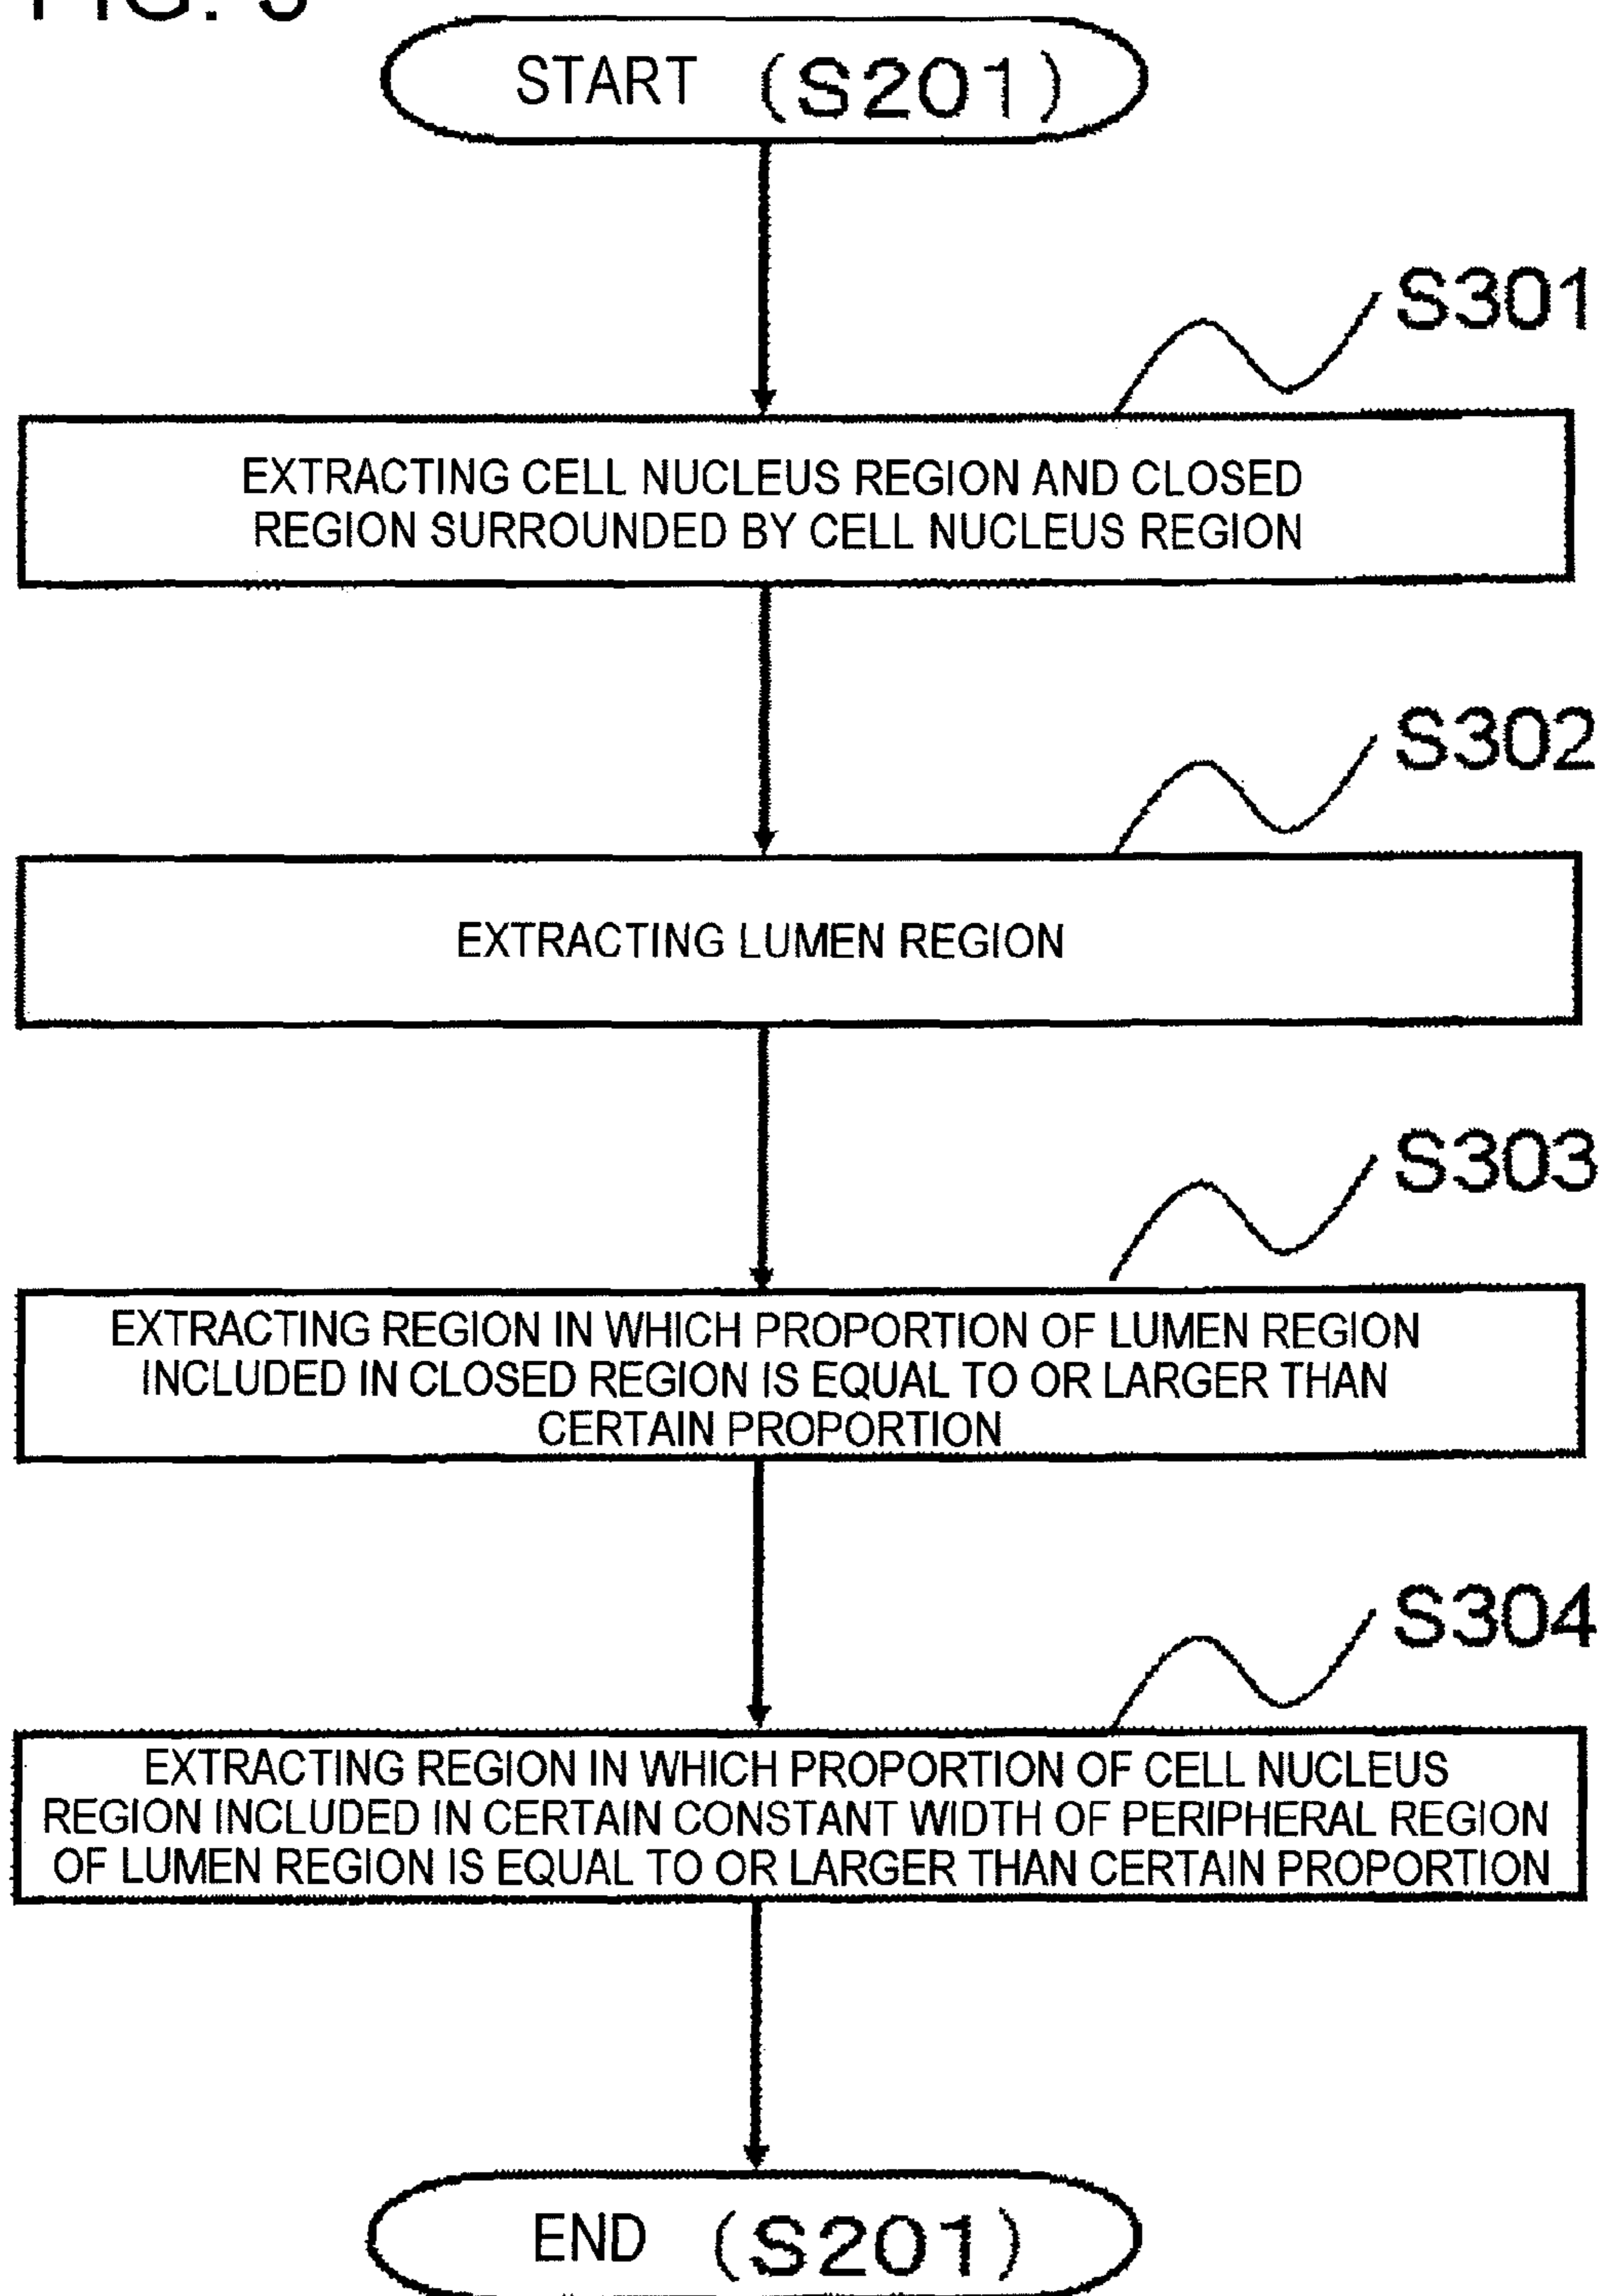 FIG.
START (S201)
S301
EXTRACTING CELL NUCLEUS REGION AND CLOSED
REGION SURROUNDED BY CELL NUCLEUS REGION
S302
EXTRACTING LUMEN REGION
S303
EXTRACTING REGION IN WHICH PROPORTION OF LUMEN REGION
INCLUDED IN CLOSED REGION IS EQUAL TO OR LARGER THAN
CERTAIN PROPORTION
S304
EXTRACTING REGION IN WHICH PROPORTION OF CELL NUCLEUS
REGION INCLUDED IN CERTAIN CONSTANT WIDTH OF PERIPHERAL REGION
OF LUMEN REGION IS EQUAL TO OR LARGER THAN CERTAIN PROPORTION
END (S201)